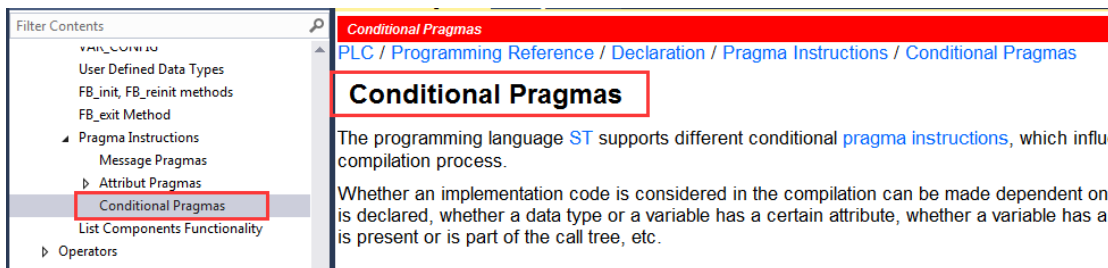 Filter Contents
VAR_CONFIG
User Defined Data Types
FB_init, FB_reinit methods
FB_exit Method
Pragma Instructions
Message Pragmas
Attribut Pragmas
Conditional Pragmas
List Components Functionality
Operators
Conditional Pragmas
PLC / Programming Reference / Declaration / Pragma Instructions / Conditional Pragmas
Conditional Pragmas
The programming language ST supports different conditional pragma instructions, which influ
compilation process.
Whether an implementation code is considered in the compilation can be made dependent on
is declared, whether a data type or a variable has a certain attribute, whether a variable has a
is present or is part of the call tree, etc.